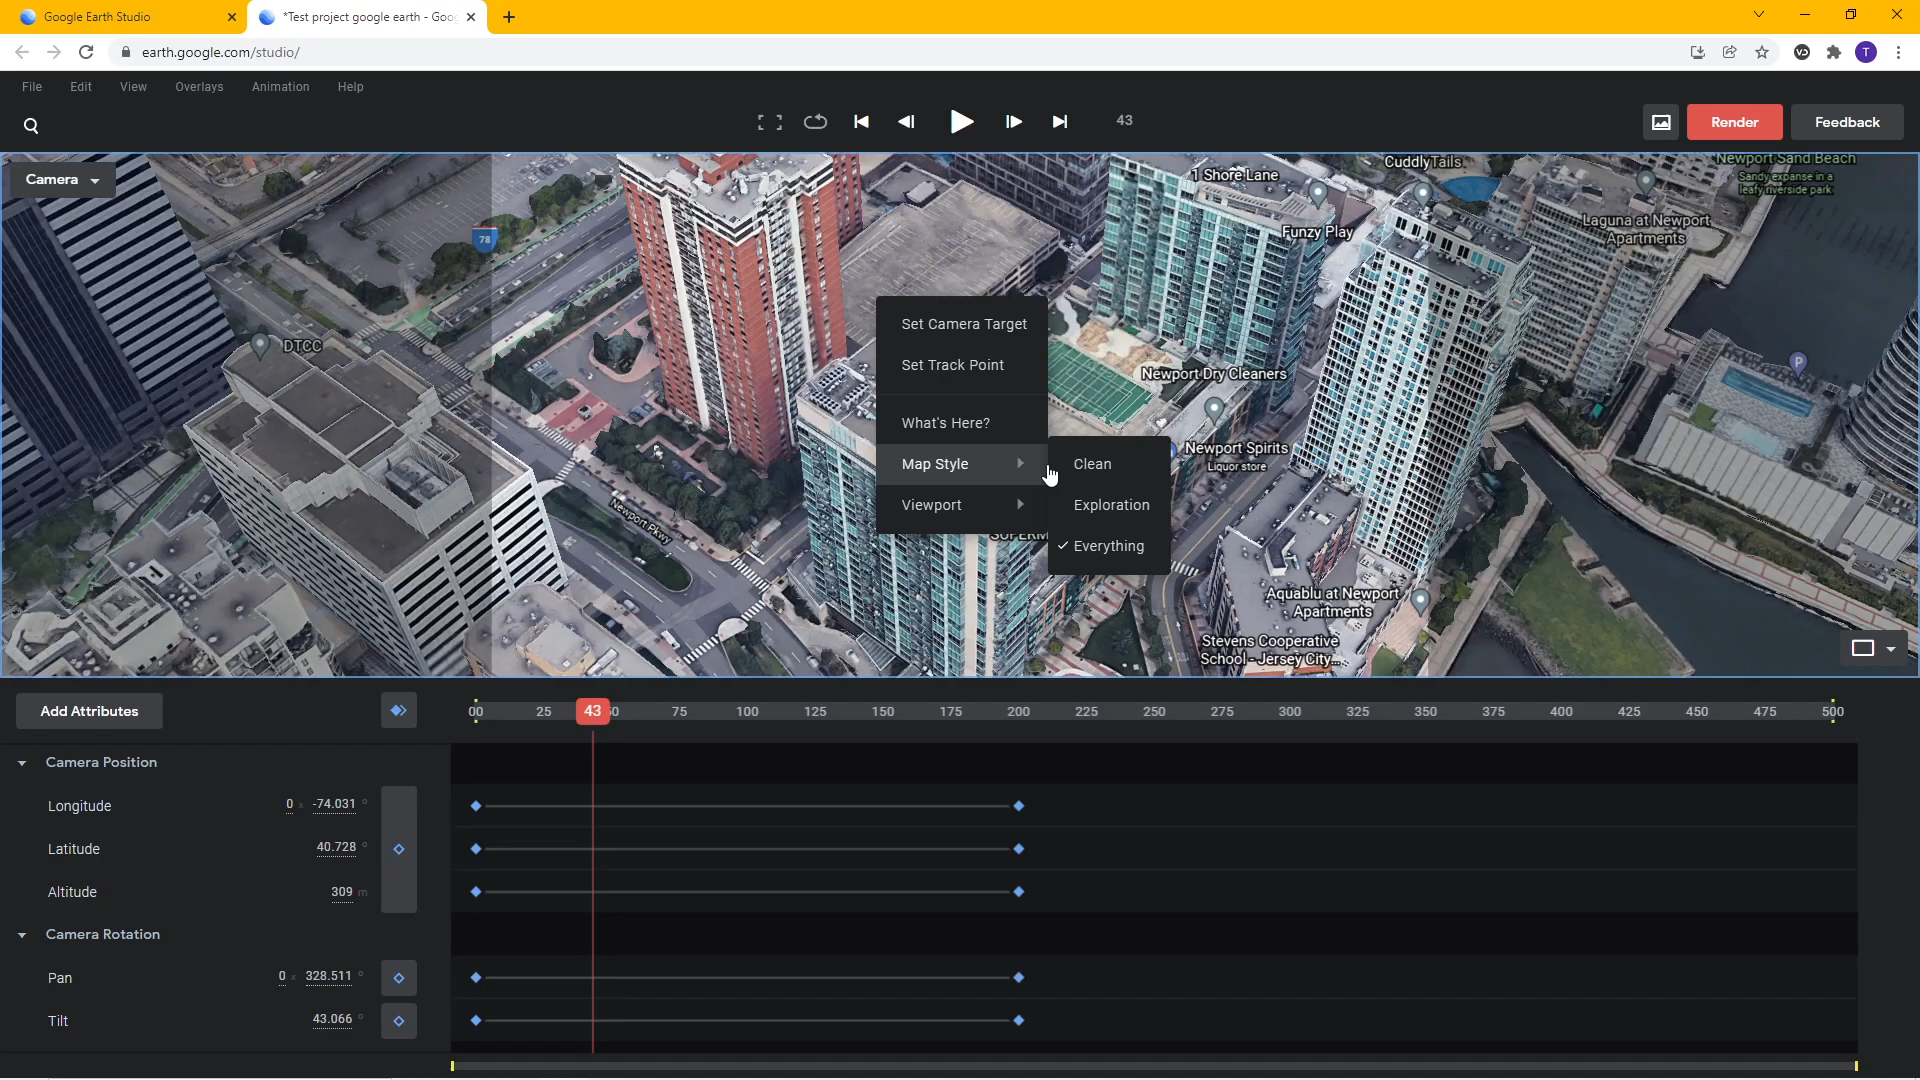 Google Earth Studio
*Test project google earth - Goo
earth.google.com/studio/
T
File Edit View Overlays Animation Help
43
Render
Feedback
Camera
78
DTCC
1 Shore Lane
CuddlyTails
Newport Sand Beach
Sandy expanse in a
leafy riverside park
Funzy Play
Laguna at Newport
Apartments
P
Newport Dry Cleaners
Newport Spirits
Liquor store
Newport Pkwy
SUPERM
Aquablu at Newport
Apartments
Stevens Cooperative
School - Jersey City...
Set Camera Target
Set Track Point
What's Here?
Map Style
Viewport
Clean
Exploration
Everything
Add Attributes
00 25 43 50 75 100 125 150 175 200 225 250 275 300 325 350 375 400 425 450 475 500
Camera Position
Longitude 0 x -74.031 °
Latitude 40.728 °
Altitude 309 m
Camera Rotation
Pan 0 x 328.511 °
Tilt 43.066 °